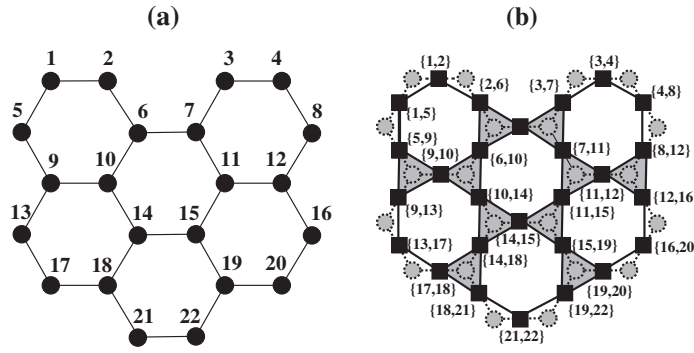 (a)
(b)
1 2 3 4
5 6 7 8
9 10 11 12
13 14 15 16
17 18 19 20
21 22
{1,2} {3,4}
{2,6} {3,7} {4,8}
{1,5}
{5,9}
{9,10} {6,10} {7,11} {8,12}
{10,14} {11,12} {12,16
{9,13} {11,15}
{13,17} {14,15} {15,19} {16,20
{14,18}
{17,18} {19,20}
{18,21} {19,22}
{21,22}